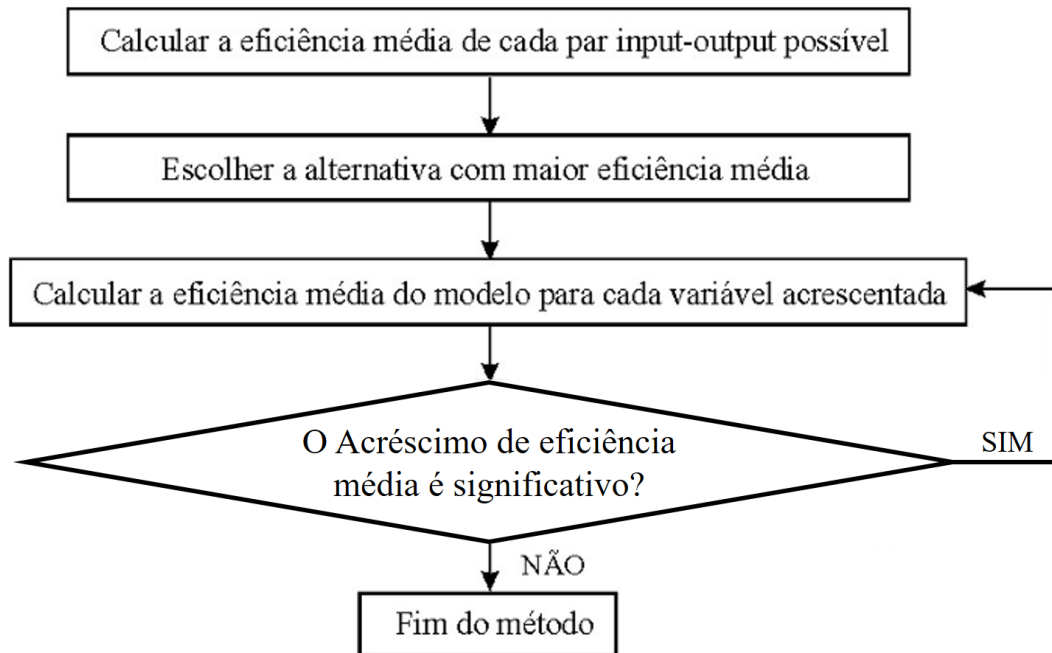 Calcular a eficiência média de cada par input-output possível
Escolher a alternativa com maior eficiência média
Calcular a eficiência média do modelo para cada variável acrescentada
O Acréscimo de eficiência
média é significativo?
SIM
NÃO
Fim do método